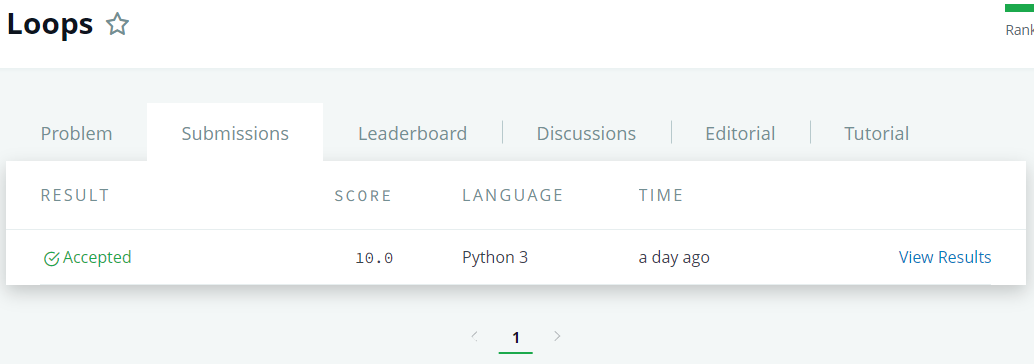 Loops
Rank
Problem Submissions Leaderboard Discussions Editorial Tutorial
RESULT SCORE LANGUAGE TIME
Accepted 10.0 Python 3 a day ago View Results
1